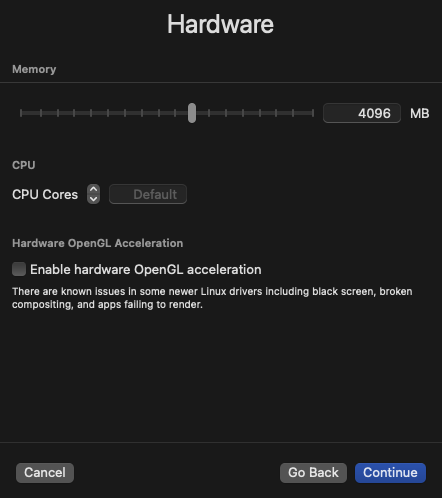 Hardware
Memory
4096 MB
CPU
CPU Cores Default
Hardware OpenGL Acceleration
Enable hardware OpenGL acceleration
There are known issues in some newer Linux drivers including black screen, broken
compositing, and apps failing to render.
Cancel Go Back Continue